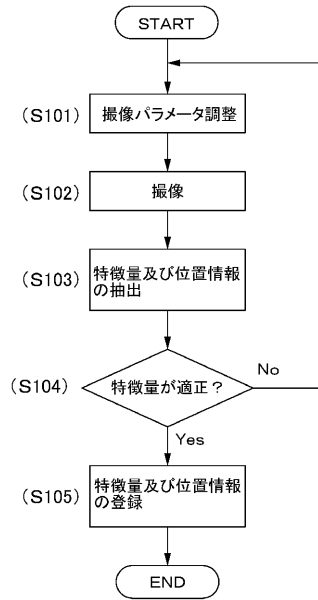 START
(S101) 撮像パラメータ調整
(S102) 撮像
(S103) 特徴量及び位置情報
の抽出
(S104) 特徴量が適正？ No
Yes
(S105) 特徴量及び位置情報
の登録
END